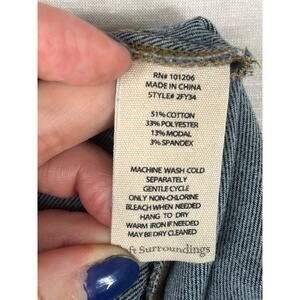 RN# 101206
MADE IN CHINA
STYLE# 2FY34
51% COTTON
33% POLYESTER
13% MODAL
3% SPANDEX
MACHINE WASH COLD
SEPARATELY
GENTLE CYCLE
ONLY NON-CHLORINE
BLEACH WHEN NEEDED
HANG TO DRY
WARM IRON IF NEEDED
MAY BE DRY CLEANED
ft Surroundings